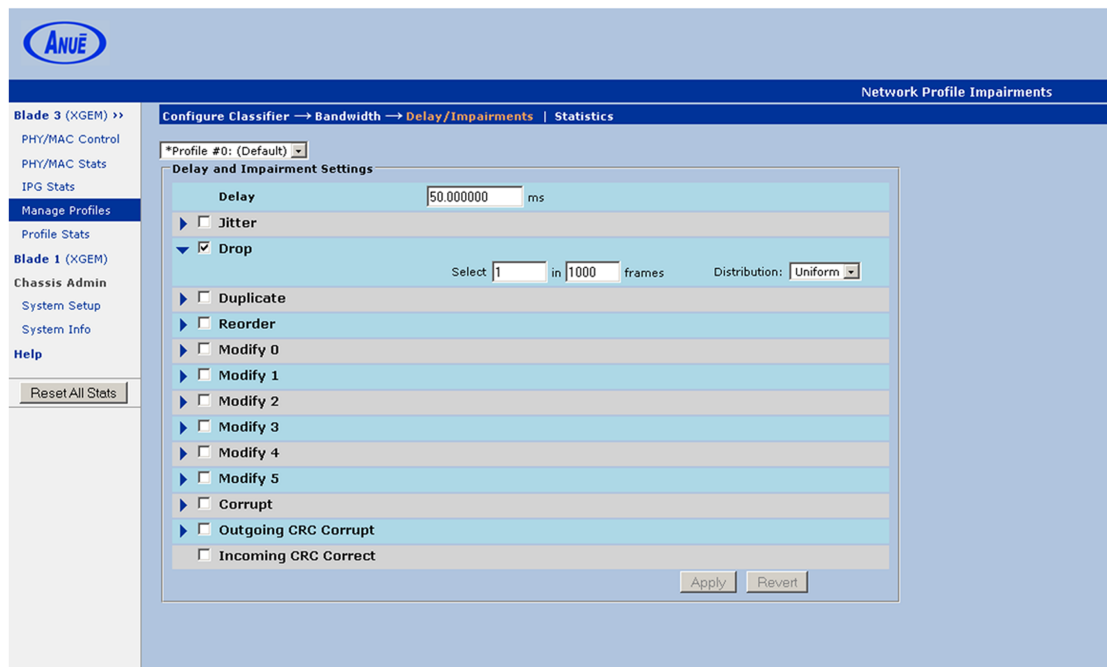 ANUĒ
Network Profile Impairments
Blade 3 (XGEM) >>
PHY/MAC Control
PHY/MAC Stats
IPG Stats
Manage Profiles
Profile Stats
Blade 1 (XGEM)
Chassis Admin
System Setup
System Info
Help
Reset All Stats
Configure Classifier → Bandwidth → Delay/Impairments | Statistics
*Profile #0: (Default)
Delay and Impairment Settings
Delay 50.000000 ms
Jitter
Drop
Select 1 in 1000 frames Distribution: Uniform
Duplicate
Reorder
Modify 0
Modify 1
Modify 2
Modify 3
Modify 4
Modify 5
Corrupt
Outgoing CRC Corrupt
Incoming CRC Correct
Apply Revert